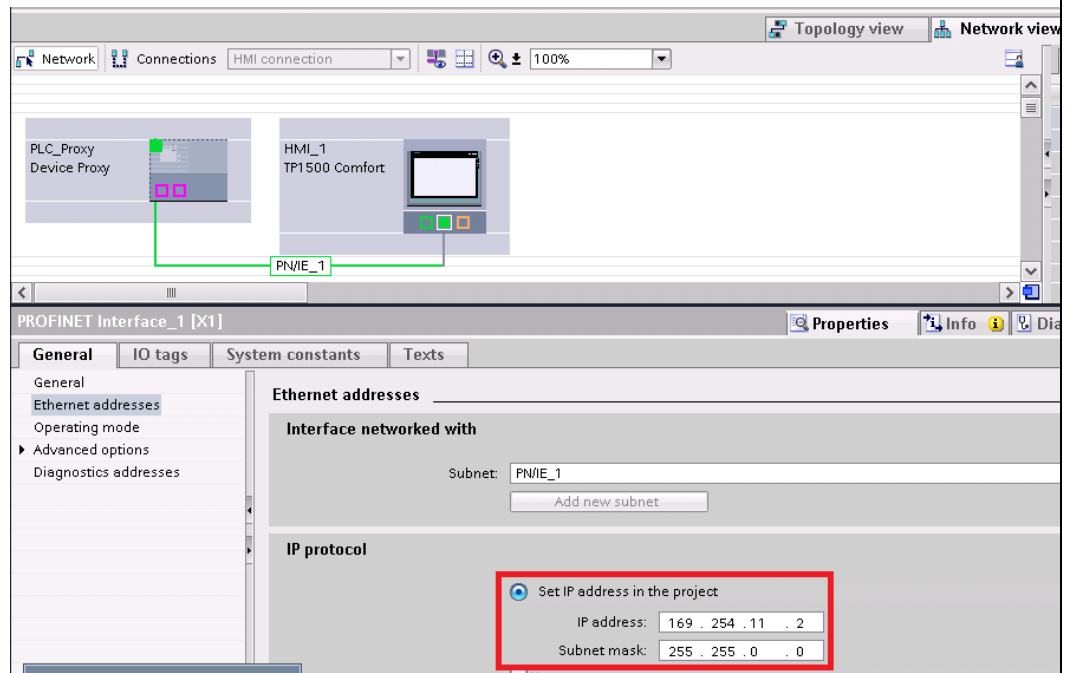 Topology view
Network view
Network
Connections
HMI connection
100%
PLC_Proxy
Device Proxy
HMI_1
TP1500 Comfort
PN/IE_1
PROFINET Interface_1 [X1]
Properties
Info
Dia
General
IO tags
System constants
Texts
General
Ethernet addresses
Operating mode
Advanced options
Diagnostics addresses
Ethernet addresses
Interface networked with
Subnet: PN/IE_1
Add new subnet
IP protocol
Set IP address in the project
IP address: 169 . 254 . 11 . 2
Subnet mask: 255 . 255 . 0 . 0